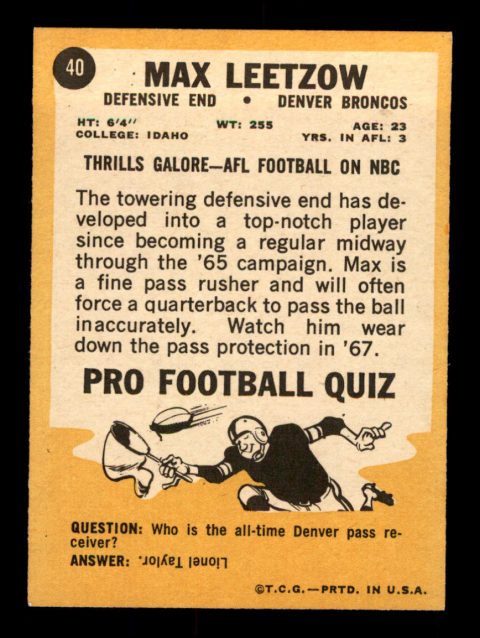 40
MAX LEETZOW
DEFENSIVE END • DENVER BRONCOS
HT: 6'4" WT: 255 AGE: 23
COLLEGE: IDAHO YRS. IN AFL: 3
THRILLS GALORE—AFL FOOTBALL ON NBC
The towering defensive end has de-
veloped into a top-notch player
since becoming a regular midway
through the '65 campaign. Max is
a fine pass rusher and will often
force a quarterback to pass the ball
inaccurately. Watch him wear
down the pass protection in '67.
PRO FOOTBALL QUIZ
QUESTION: Who is the all-time Denver pass re-
ceiver?
ANSWER: Lionel Taylor.
©T.C.G.—PRTD. IN U.S.A.